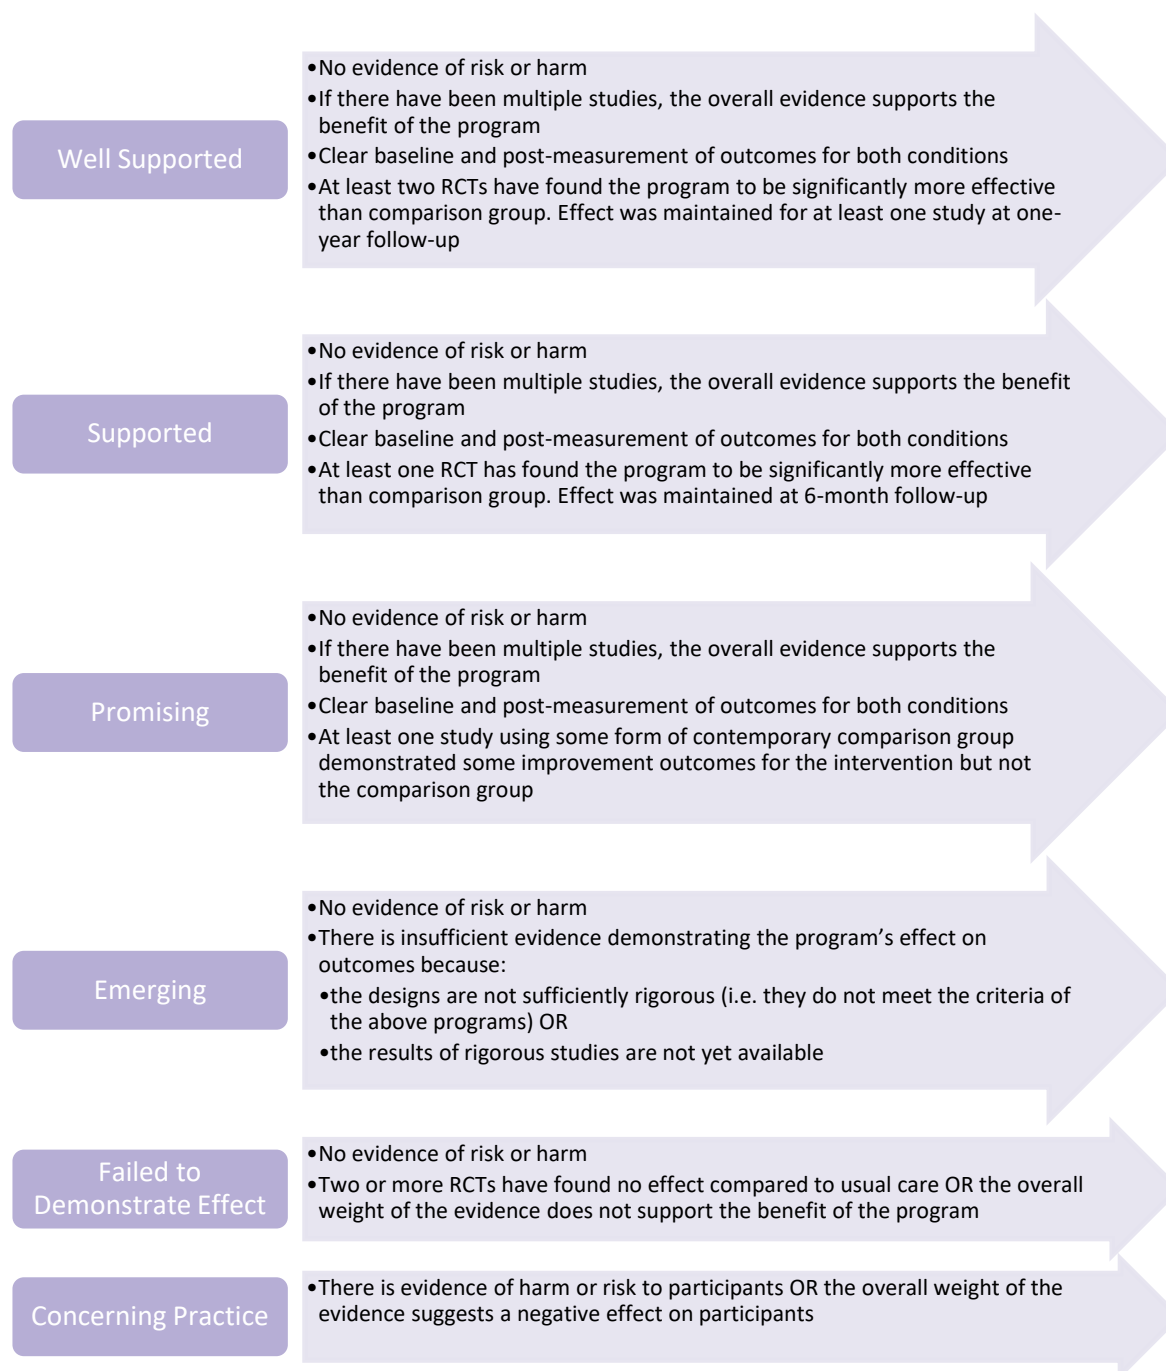 Well Supported
•No evidence of risk or harm
•If there have been multiple studies, the overall evidence supports the
benefit of the program
•Clear baseline and post-measurement of outcomes for both conditions
•At least two RCTs have found the program to be significantly more effective
than comparison group. Effect was maintained for at least one study at one-
year follow-up
Supported
•No evidence of risk or harm
•If there have been multiple studies, the overall evidence supports the benefit
of the program
•Clear baseline and post-measurement of outcomes for both conditions
•At least one RCT has found the program to be significantly more effective
than comparison group. Effect was maintained at 6-month follow-up
Promising
•No evidence of risk or harm
•If there have been multiple studies, the overall evidence supports the
benefit of the program
•Clear baseline and post-measurement of outcomes for both conditions
•At least one study using some form of contemporary comparison group
demonstrated some improvement outcomes for the intervention but not
the comparison group
Emerging
•No evidence of risk or harm
•There is insufficient evidence demonstrating the program’s effect on
outcomes because:
•the designs are not sufficiently rigorous (i.e. they do not meet the criteria of
the above programs) OR
•the results of rigorous studies are not yet available
Failed to
Demonstrate Effect
•No evidence of risk or harm
•Two or more RCTs have found no effect compared to usual care OR the overall
weight of the evidence does not support the benefit of the program
Concerning Practice
•There is evidence of harm or risk to participants OR the overall weight of the
evidence suggests a negative effect on participants